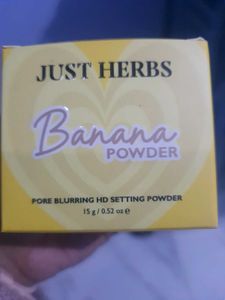 JUST HERBS
Banana
POWDER
PORE BLURRING HD SETTING POWDER
15 g / 0.52 oz e